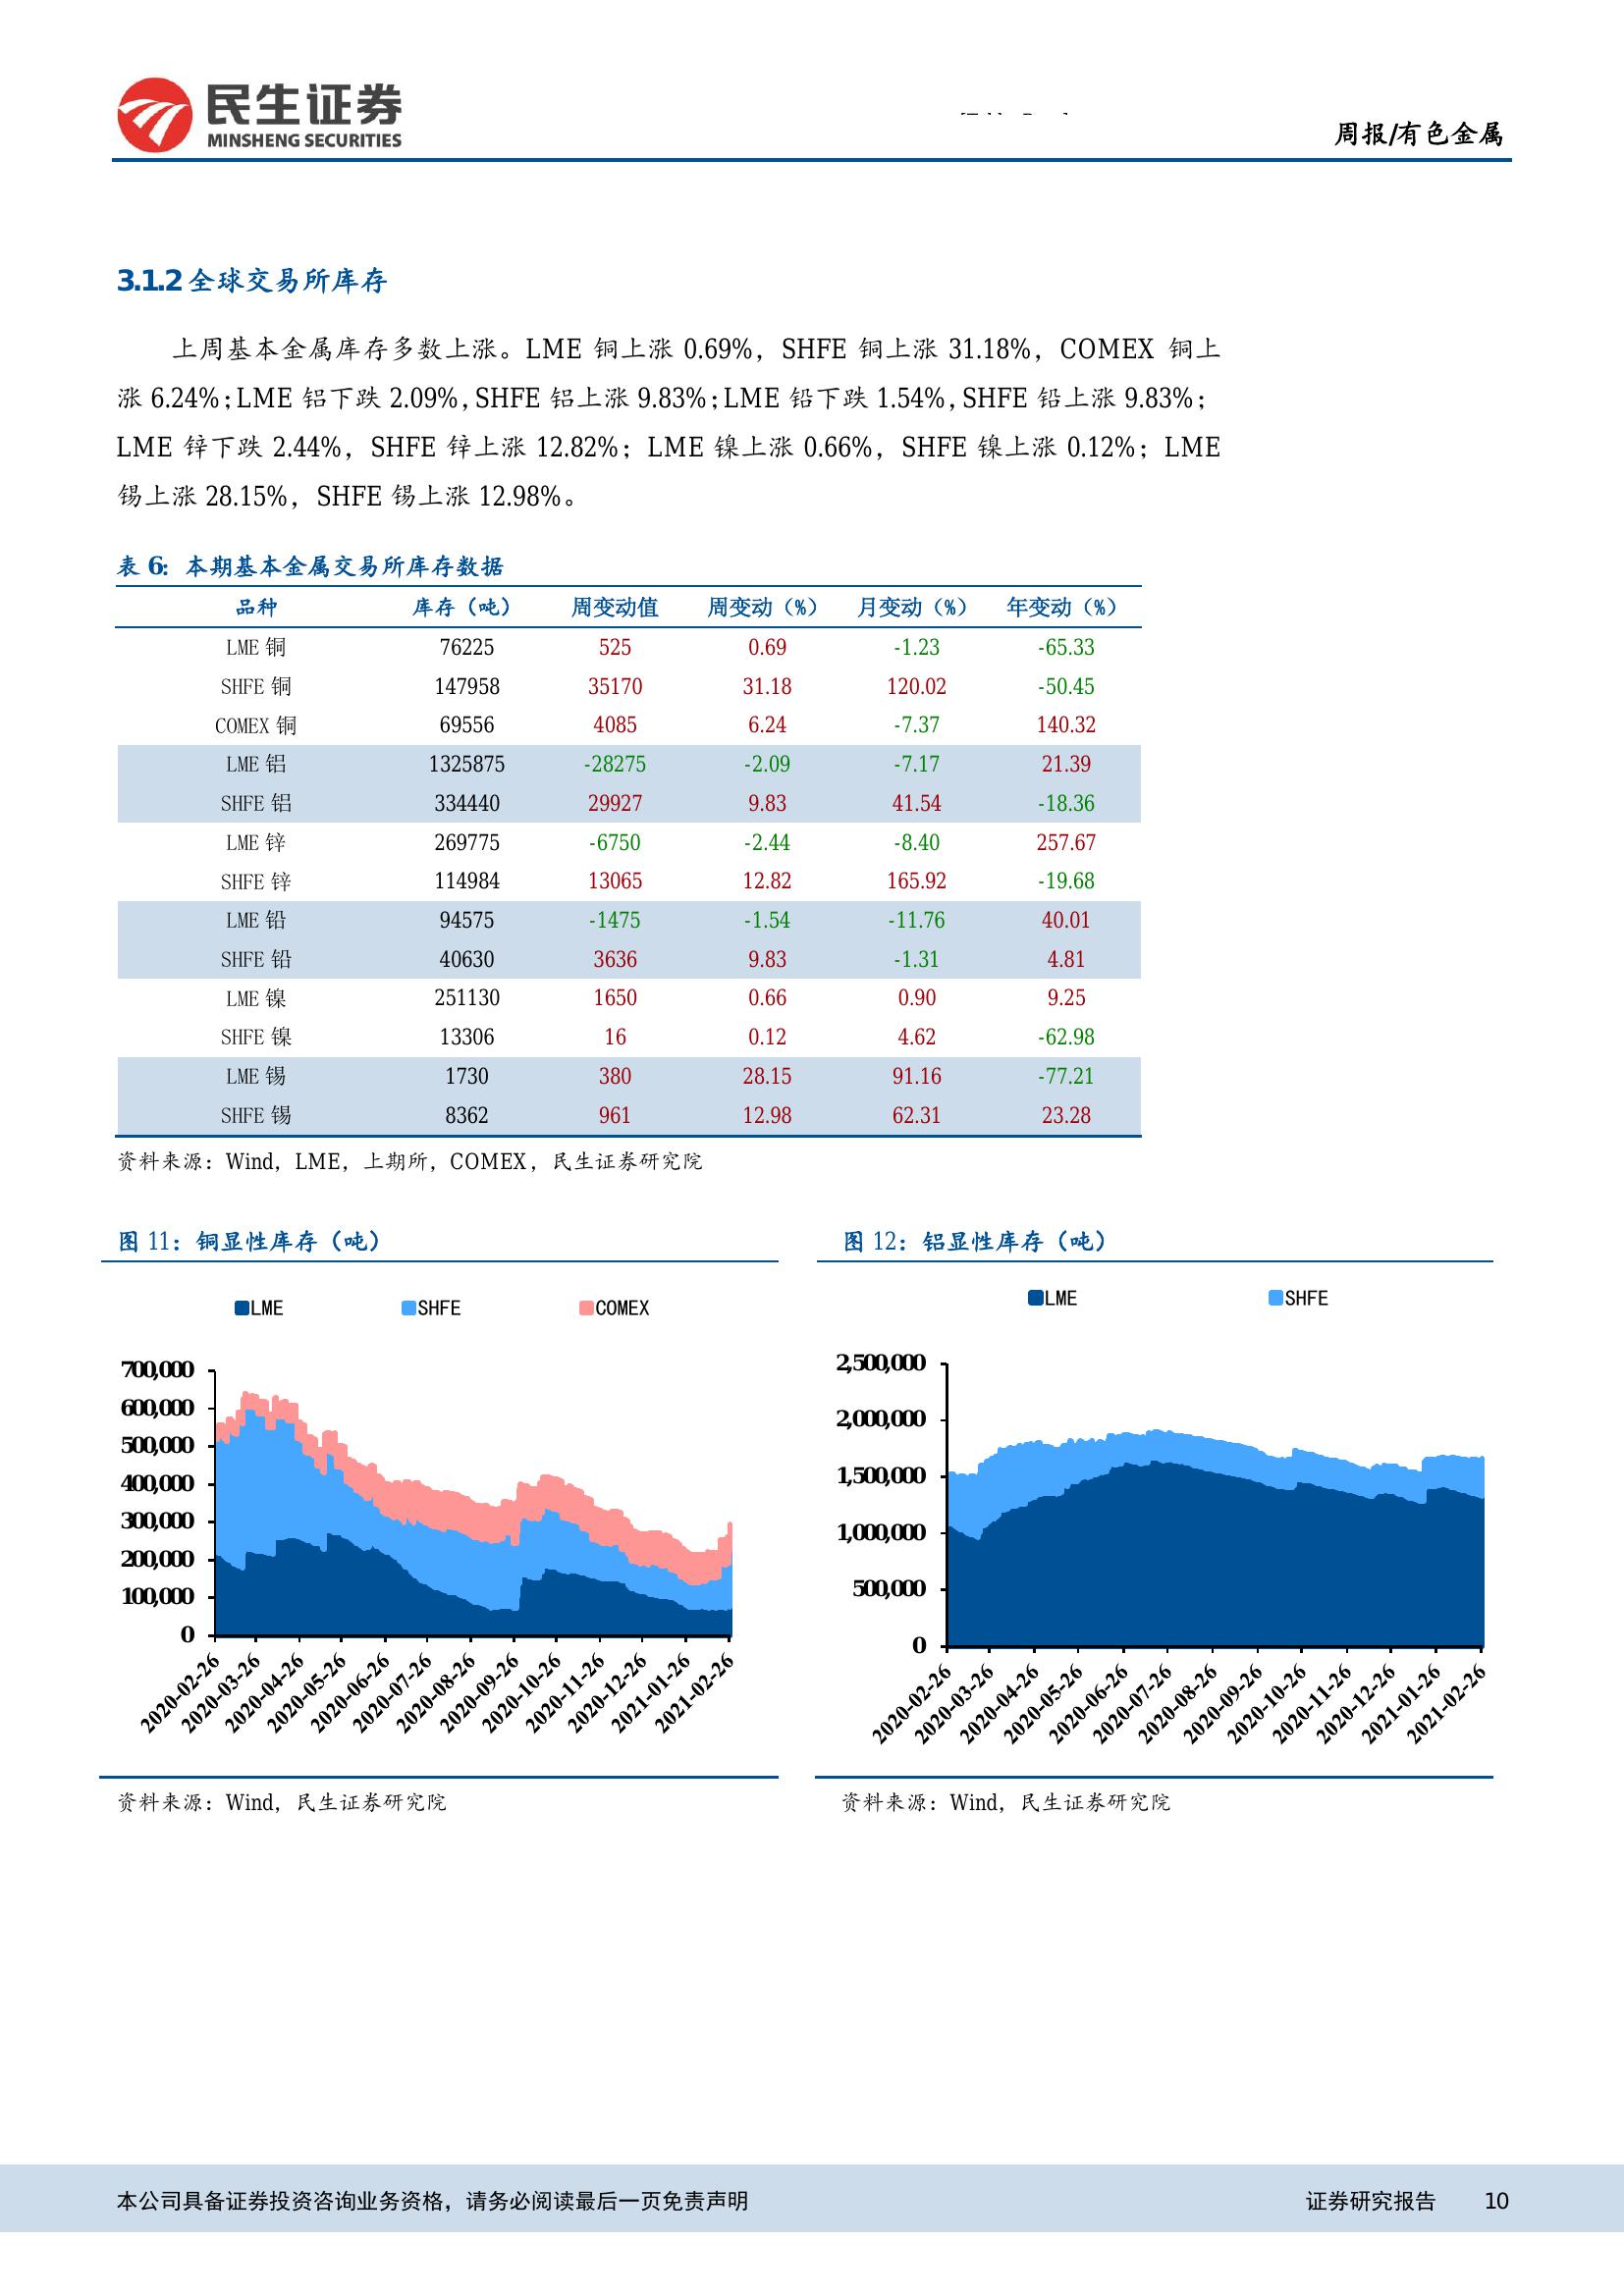 民生证券
MINSHENG SECURITIES
周报/有色金属
3.1.2 全球交易所库存
上周基本金属库存多数上涨。LME 铜上涨 0.69%，SHFE 铜上涨 31.18%，COMEX 铜上
涨 6.24%；LME 铝下跌 2.09%，SHFE 铝上涨 9.83%；LME 铅下跌 1.54%，SHFE 铅上涨 9.83%；
LME 锌下跌 2.44%，SHFE 锌上涨 12.82%；LME 镍上涨 0.66%，SHFE 镍上涨 0.12%；LME
锡上涨 28.15%，SHFE 锡上涨 12.98%。
表 6：本期基本金属交易所库存数据
品种 库存（吨） 周变动值 周变动（%） 月变动（%） 年变动（%）
LME 铜 76225 525 0.69 -1.23 -65.33
SHFE 铜 147958 35170 31.18 120.02 -50.45
COMEX 铜 69556 4085 6.24 -7.37 140.32
LME 铝 1325875 -28275 -2.09 -7.17 21.39
SHFE 铝 334440 29927 9.83 41.54 -18.36
LME 锌 269775 -6750 -2.44 -8.40 257.67
SHFE 锌 114984 13065 12.82 165.92 -19.68
LME 铅 94575 -1475 -1.54 -11.76 40.01
SHFE 铅 40630 3636 9.83 -1.31 4.81
LME 镍 251130 1650 0.66 0.90 9.25
SHFE 镍 13306 16 0.12 4.62 -62.98
LME 锡 1730 380 28.15 91.16 -77.21
SHFE 锡 8362 961 12.98 62.31 23.28
资料来源：Wind，LME，上期所，COMEX，民生证券研究院
图 11：铜显性库存（吨）
LME SHFE COMEX
700,000
600,000
500,000
400,000
300,000
200,000
100,000
0
2020-02-26 2020-03-26 2020-04-26 2020-05-26 2020-06-26 2020-07-26 2020-08-26 2020-09-26 2020-10-26 2020-11-26 2020-12-26 2021-01-26 2021-02-26
资料来源：Wind，民生证券研究院
图 12：铝显性库存（吨）
LME SHFE
2,500,000
2,000,000
1,500,000
1,000,000
500,000
0
2020-02-26 2020-03-26 2020-04-26 2020-05-26 2020-06-26 2020-07-26 2020-08-26 2020-09-26 2020-10-26 2020-11-26 2020-12-26 2021-01-26 2021-02-26
资料来源：Wind，民生证券研究院
本公司具备证券投资咨询业务资格，请务必阅读最后一页免责声明
证券研究报告 10